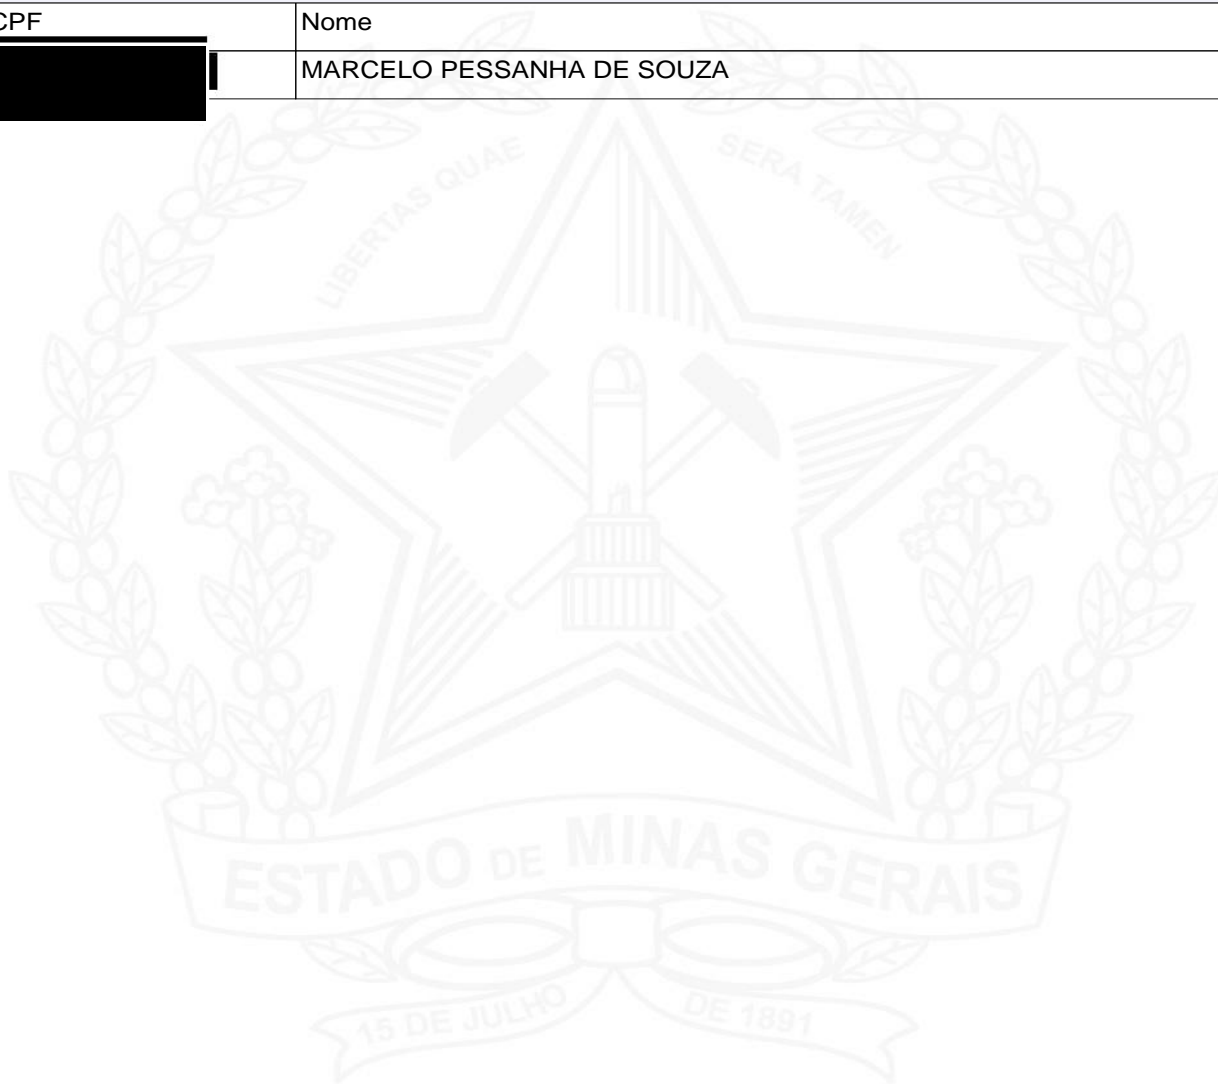 CPF Nome
MARCELO PESSANHA DE SOUZA
LIBERTAS QUAE SERA TAMEN
ESTADO DE MINAS GERAIS
15 DE JULHO DE 1891